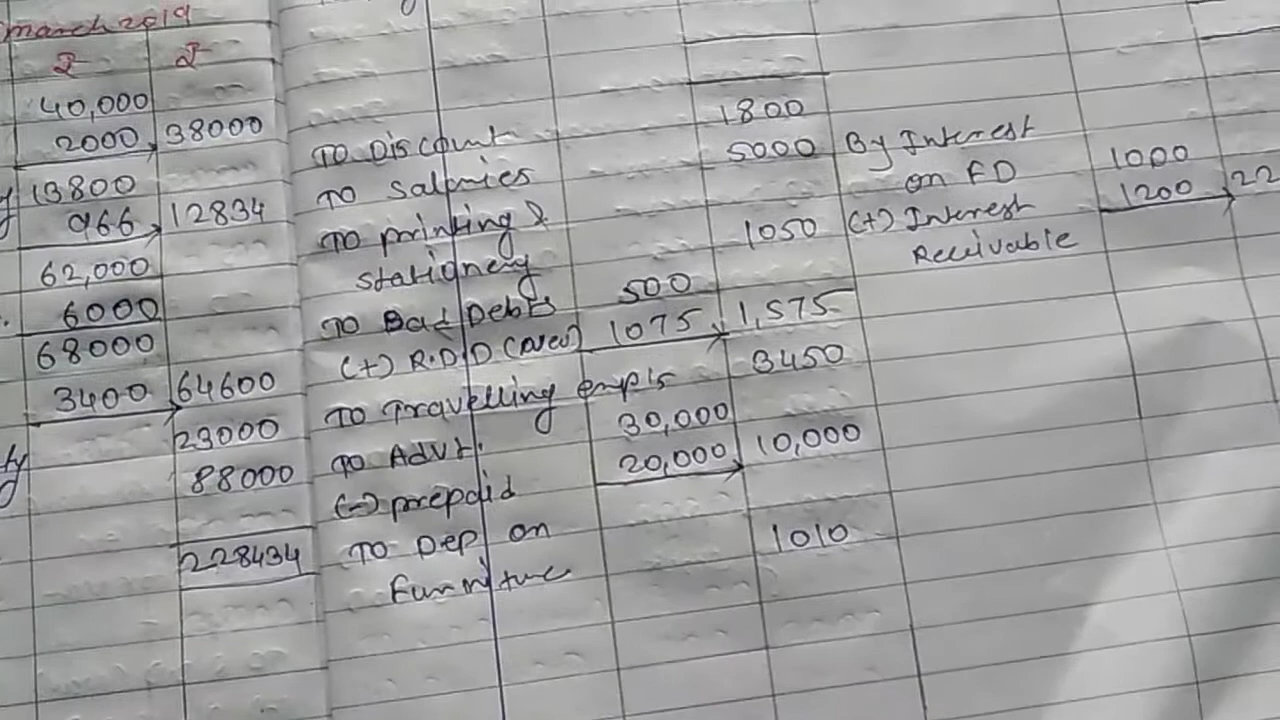 march 2019
₹ ₹
40,000
2000 38000
13800
966 12834
62,000
6000
68000
3400 64600
23000
88000
228434
TO Discount 1800
TO Salaries 5000
TO printing &
stationery 1050
TO Bad Debts 500
(+) R.D.D (New) 1075 1,575
TO Travelling exp's 3450
TO Advt. 30,000
(-) prepaid 20,000 10,000
TO Dep on
furniture 1010
By Interest
on FD 1000
(+) Interest 1200 22
Receivable